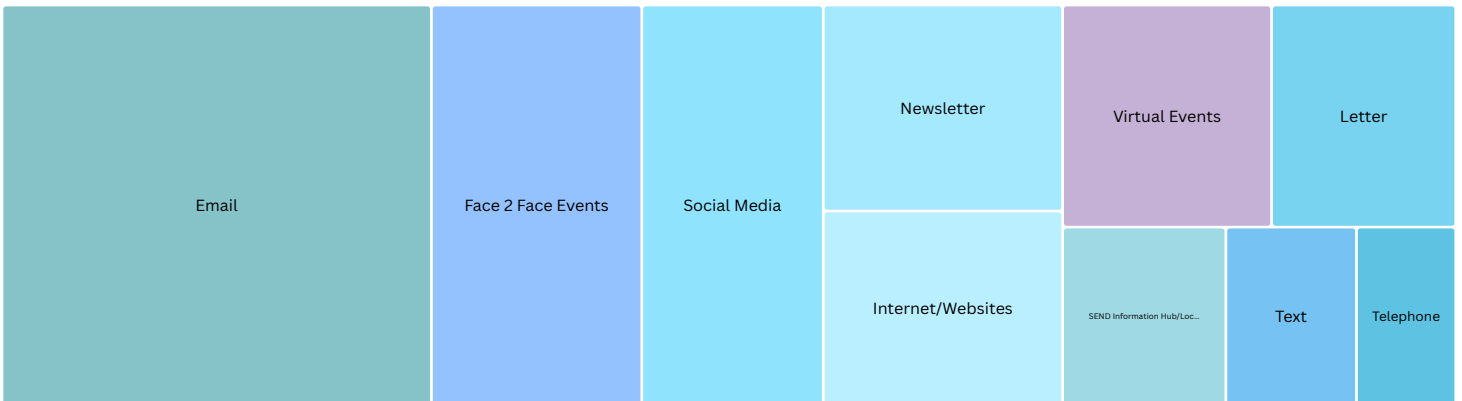 Email
Face 2 Face Events
Social Media
Newsletter
Internet/Websites
Virtual Events
Letter
SEND Information Hub/Loc...
Text
Telephone